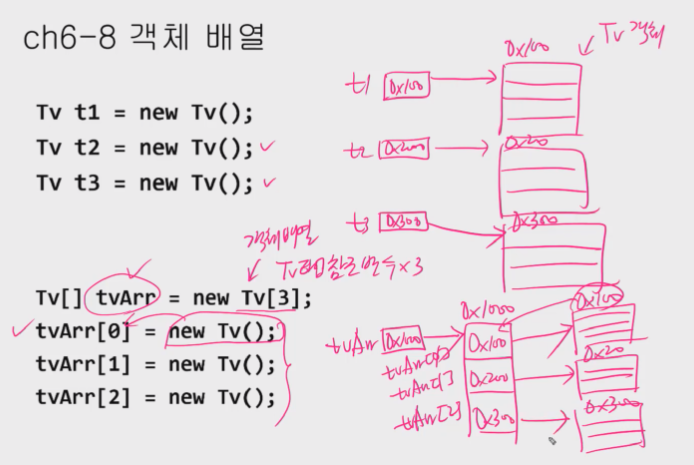 ch6-8 객체 배열
Tv t1 = new Tv();
Tv t2 = new Tv();
Tv t3 = new Tv();
객체배열
Tv타입 참조변수×3
Tv[] tvArr = new Tv[3];
tvArr[0] = new Tv();
tvArr[1] = new Tv();
tvArr[2] = new Tv();
Tv 객체
0x100
t1 0x100
0x200
t2 0x200
0x300
t3 0x300
0x1000
0x100
tvArr 0x1000
tvArr[0] 0x100
0x200
tvArr[1] 0x200
0x300
tvArr[2] 0x300